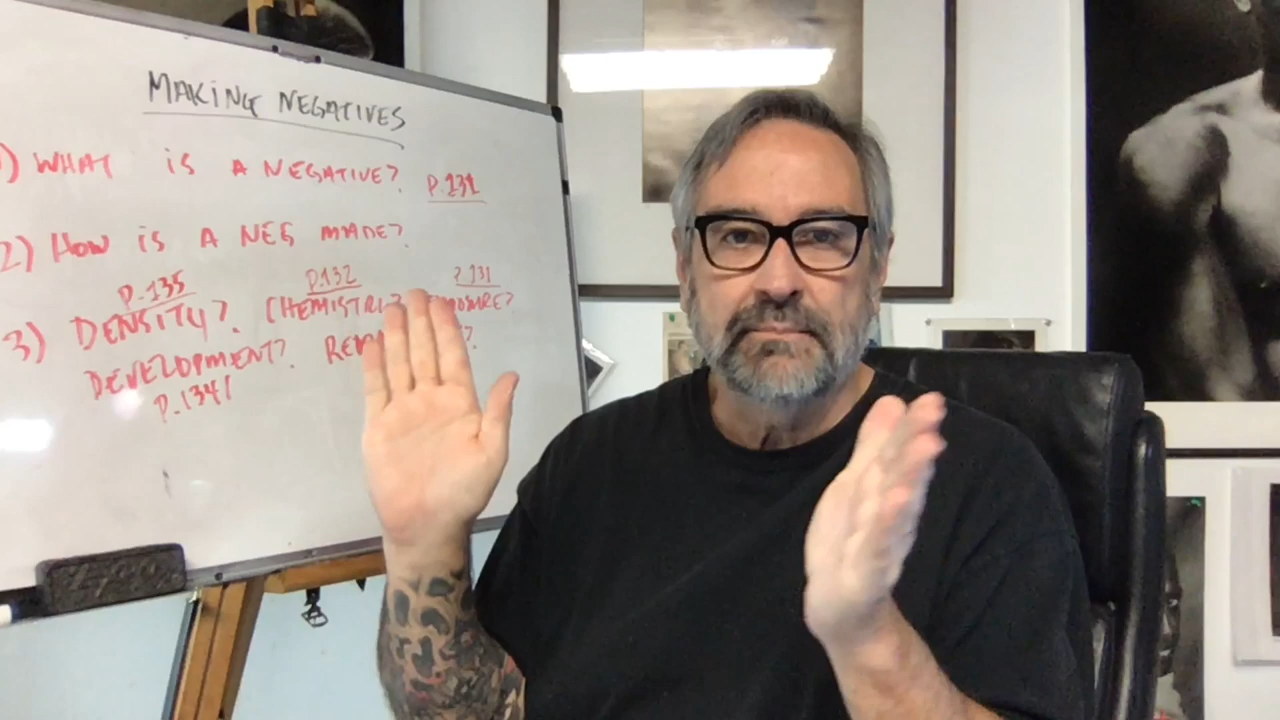 MAKING NEGATIVES
1) WHAT IS A NEGATIVE? P.131
2) HOW IS A NEG MADE?
P.135 P.132 P.131
3) DENSITY? CHEMISTRY? EXPOSURE?
DEVELOPMENT?
P.134